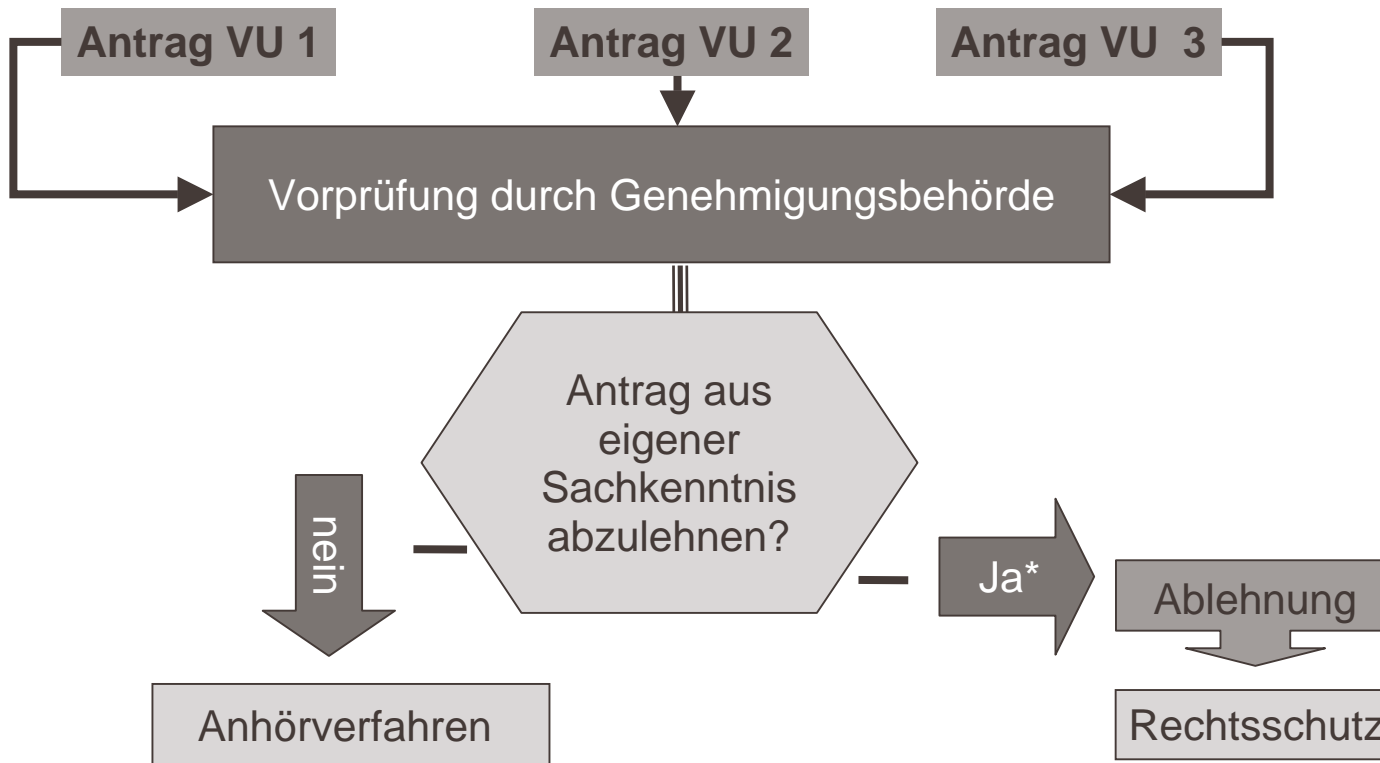 Antrag VU 1
Antrag VU 2
Antrag VU 3
Vorprüfung durch Genehmigungsbehörde
Antrag aus
eigener
Sachkenntnis
abzulehnen?
nein
Ja*
Ablehnung
Anhörverfahren
Rechtsschutz